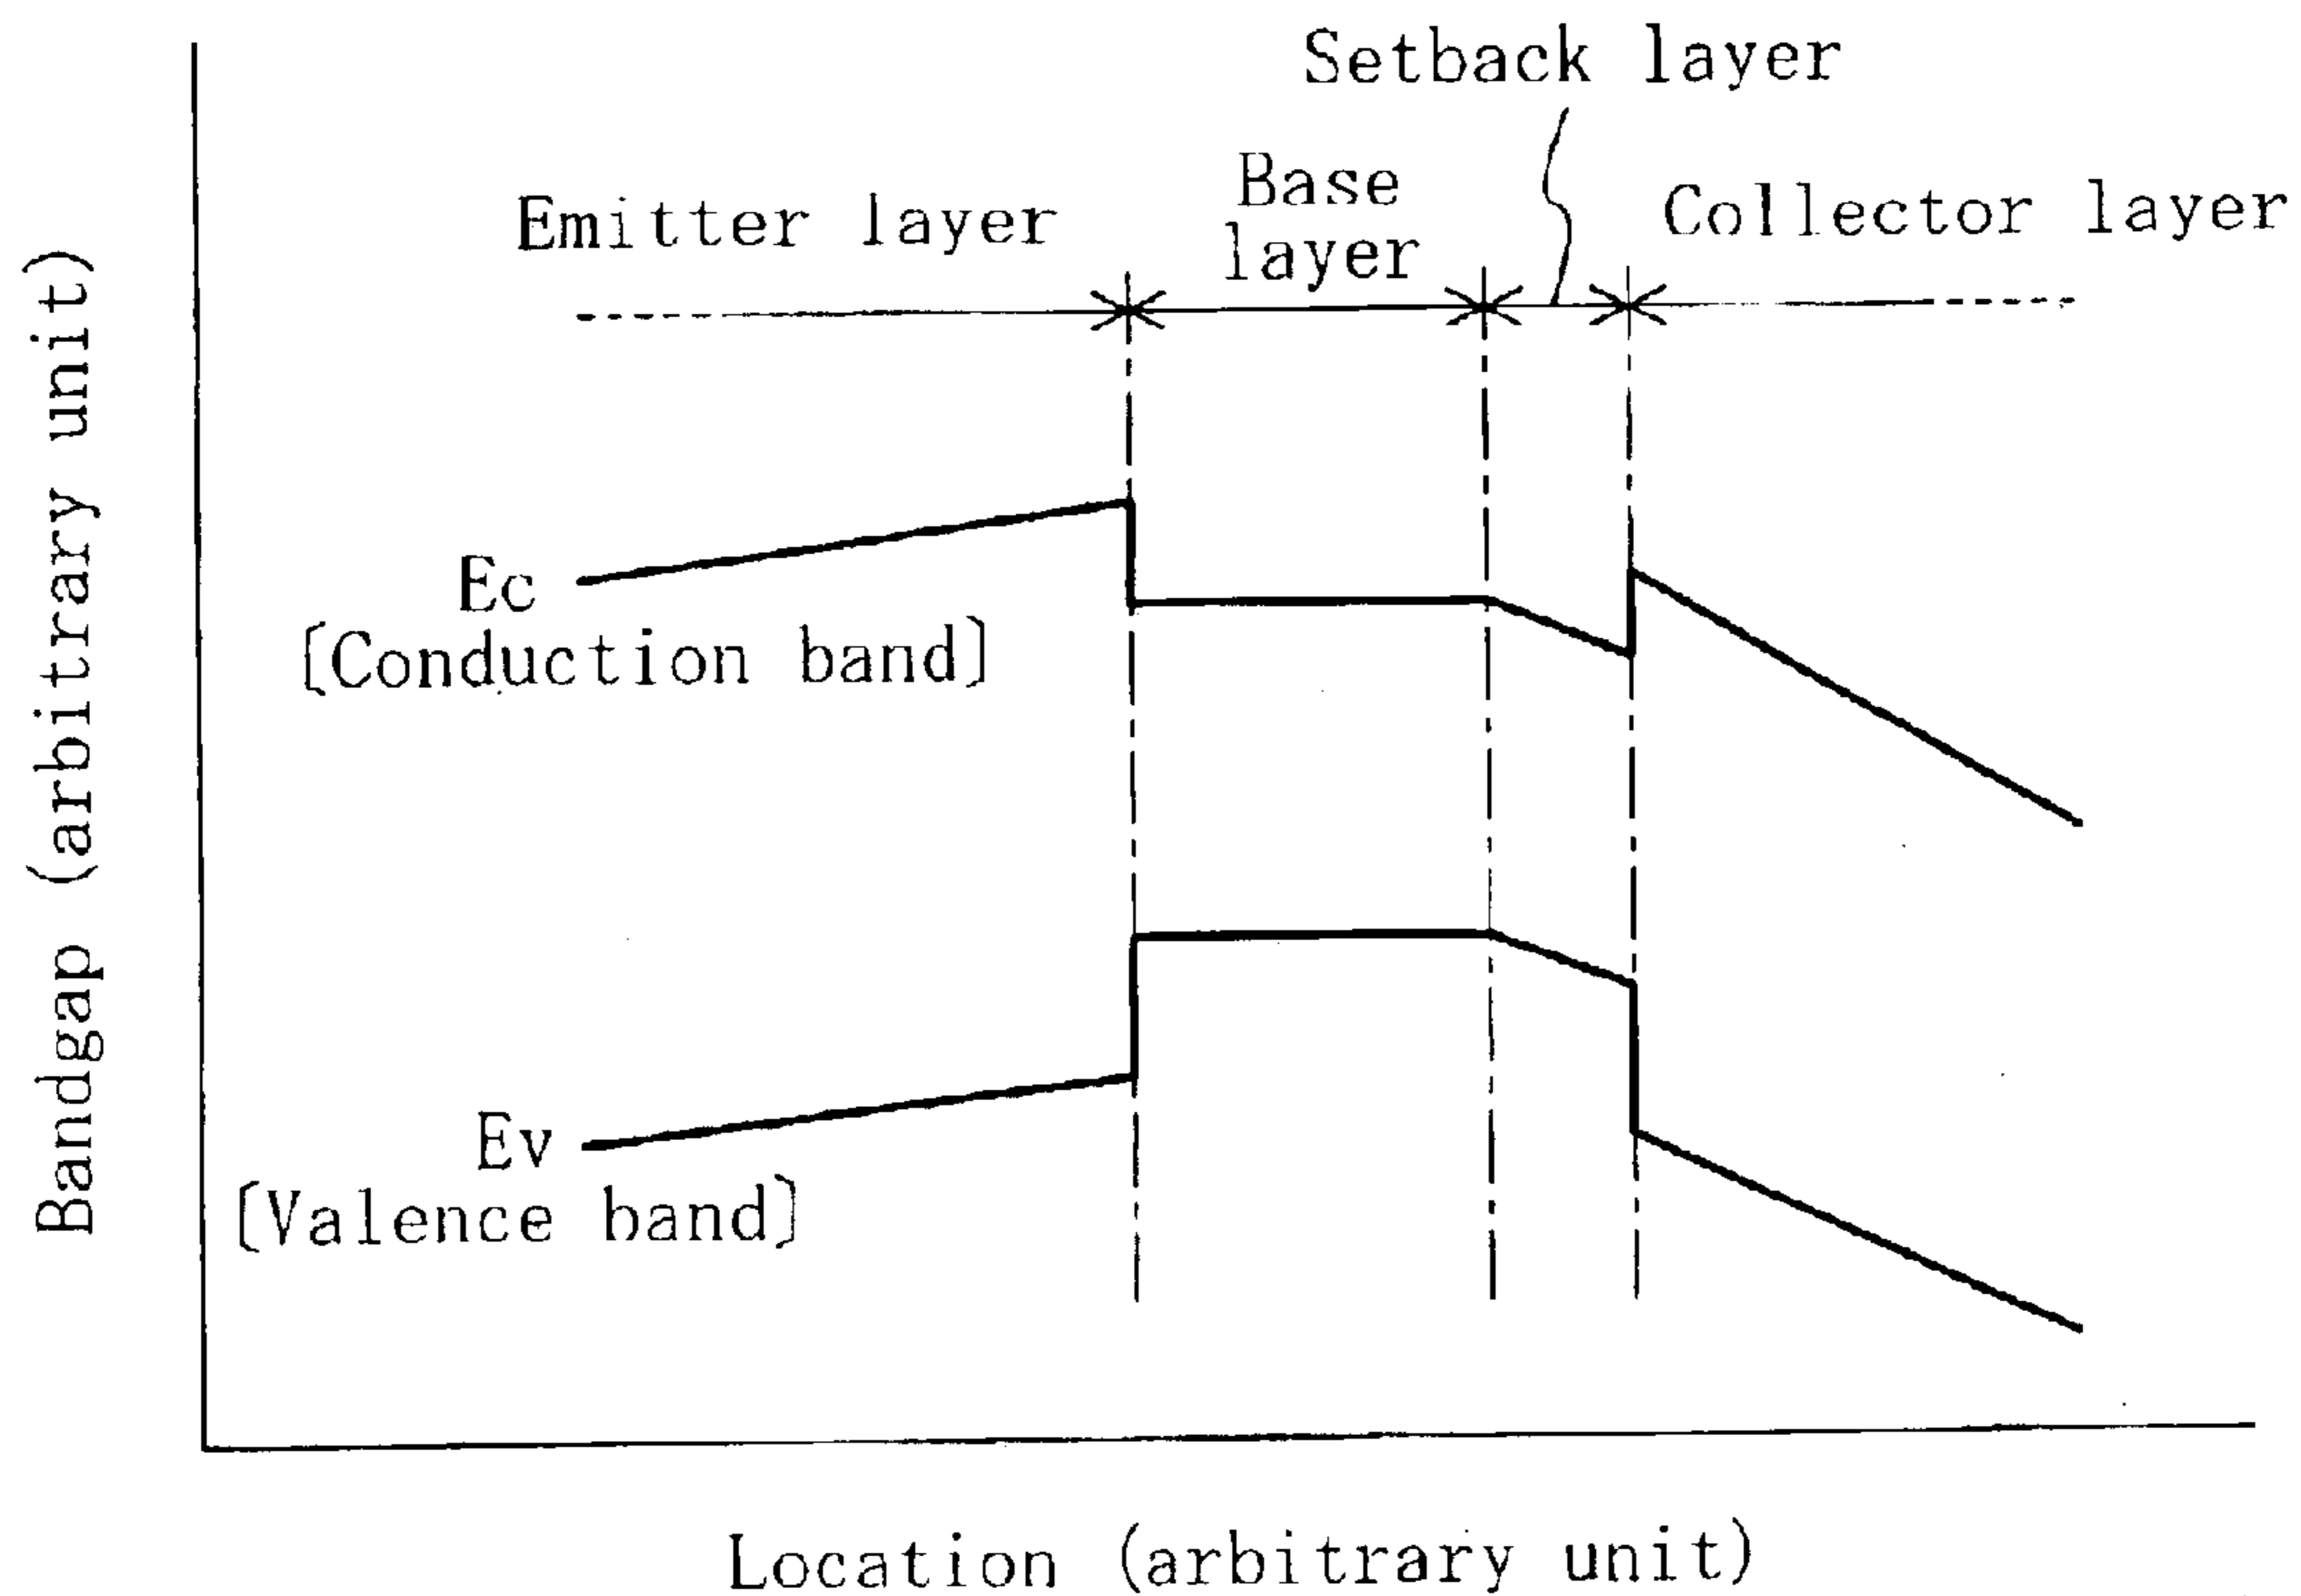 Setback layer
Emitter layer
Base
layer
Collector layer
Ec
[Conduction band]
Ev
[Valence band]
Bandgap (arbitrary unit)
Location (arbitrary unit)